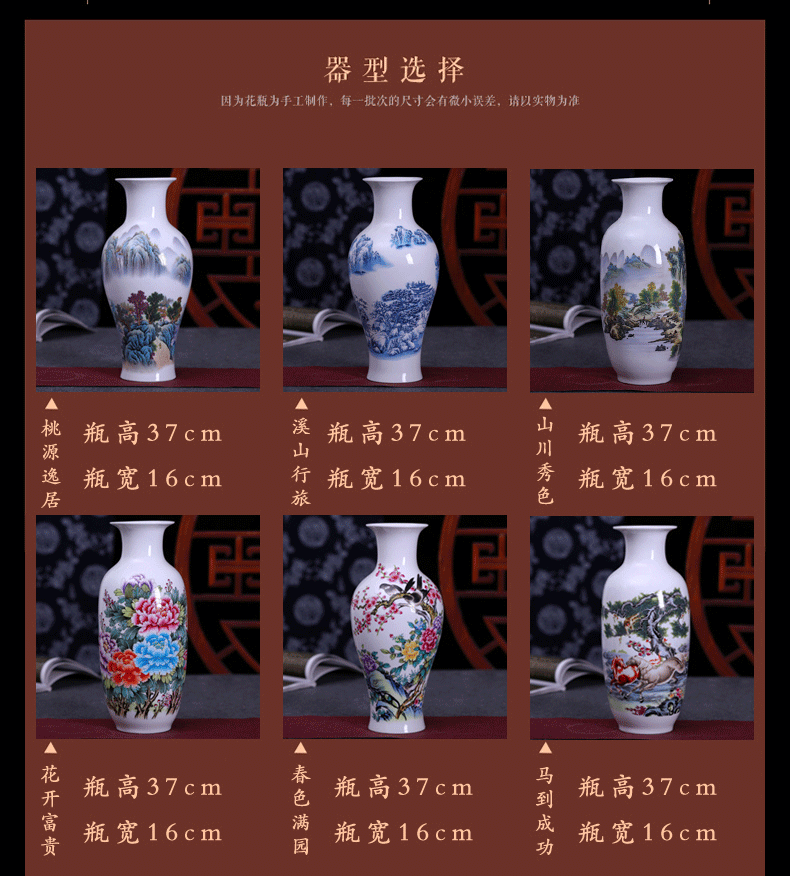 器型选择
因为花瓶为手工制作，每一批次的尺寸会有微小误差，请以实物为准
桃源逸居
瓶高37cm
瓶宽16cm
溪山行旅
瓶高37cm
瓶宽16cm
山川秀色
瓶高37cm
瓶宽16cm
花开富贵
瓶高37cm
瓶宽16cm
春色满园
瓶高37cm
瓶宽16cm
马到成功
瓶高37cm
瓶宽16cm